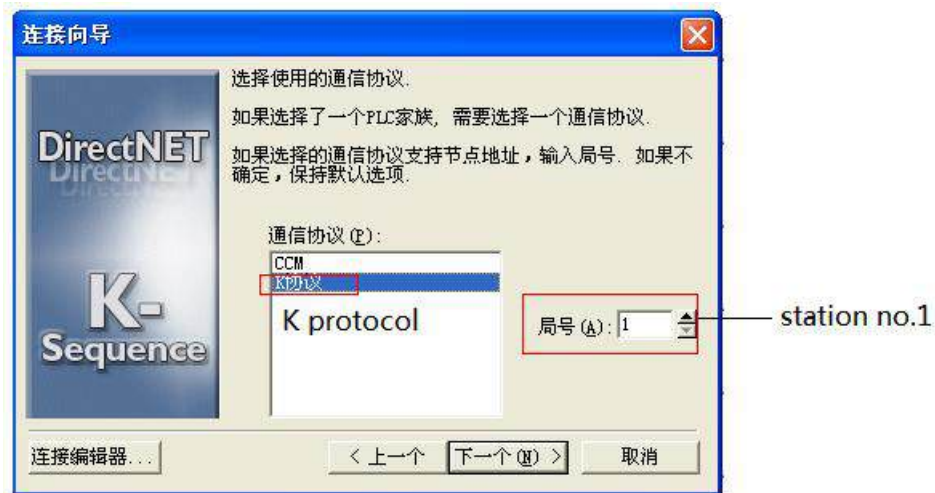 连接向导
DirectNET
DirectNET
DirectNET
K-
Sequence
选择使用的通信协议.
如果选择了一个PLC家族, 需要选择一个通信协议.
如果选择的通信协议支持节点地址，输入局号. 如果不
确定，保持默认选项.
通信协议(P):
CCM
K协议
K protocol
局号(A): 1
station no.1
连接编辑器...
< 上一个
下一个(N) >
取消